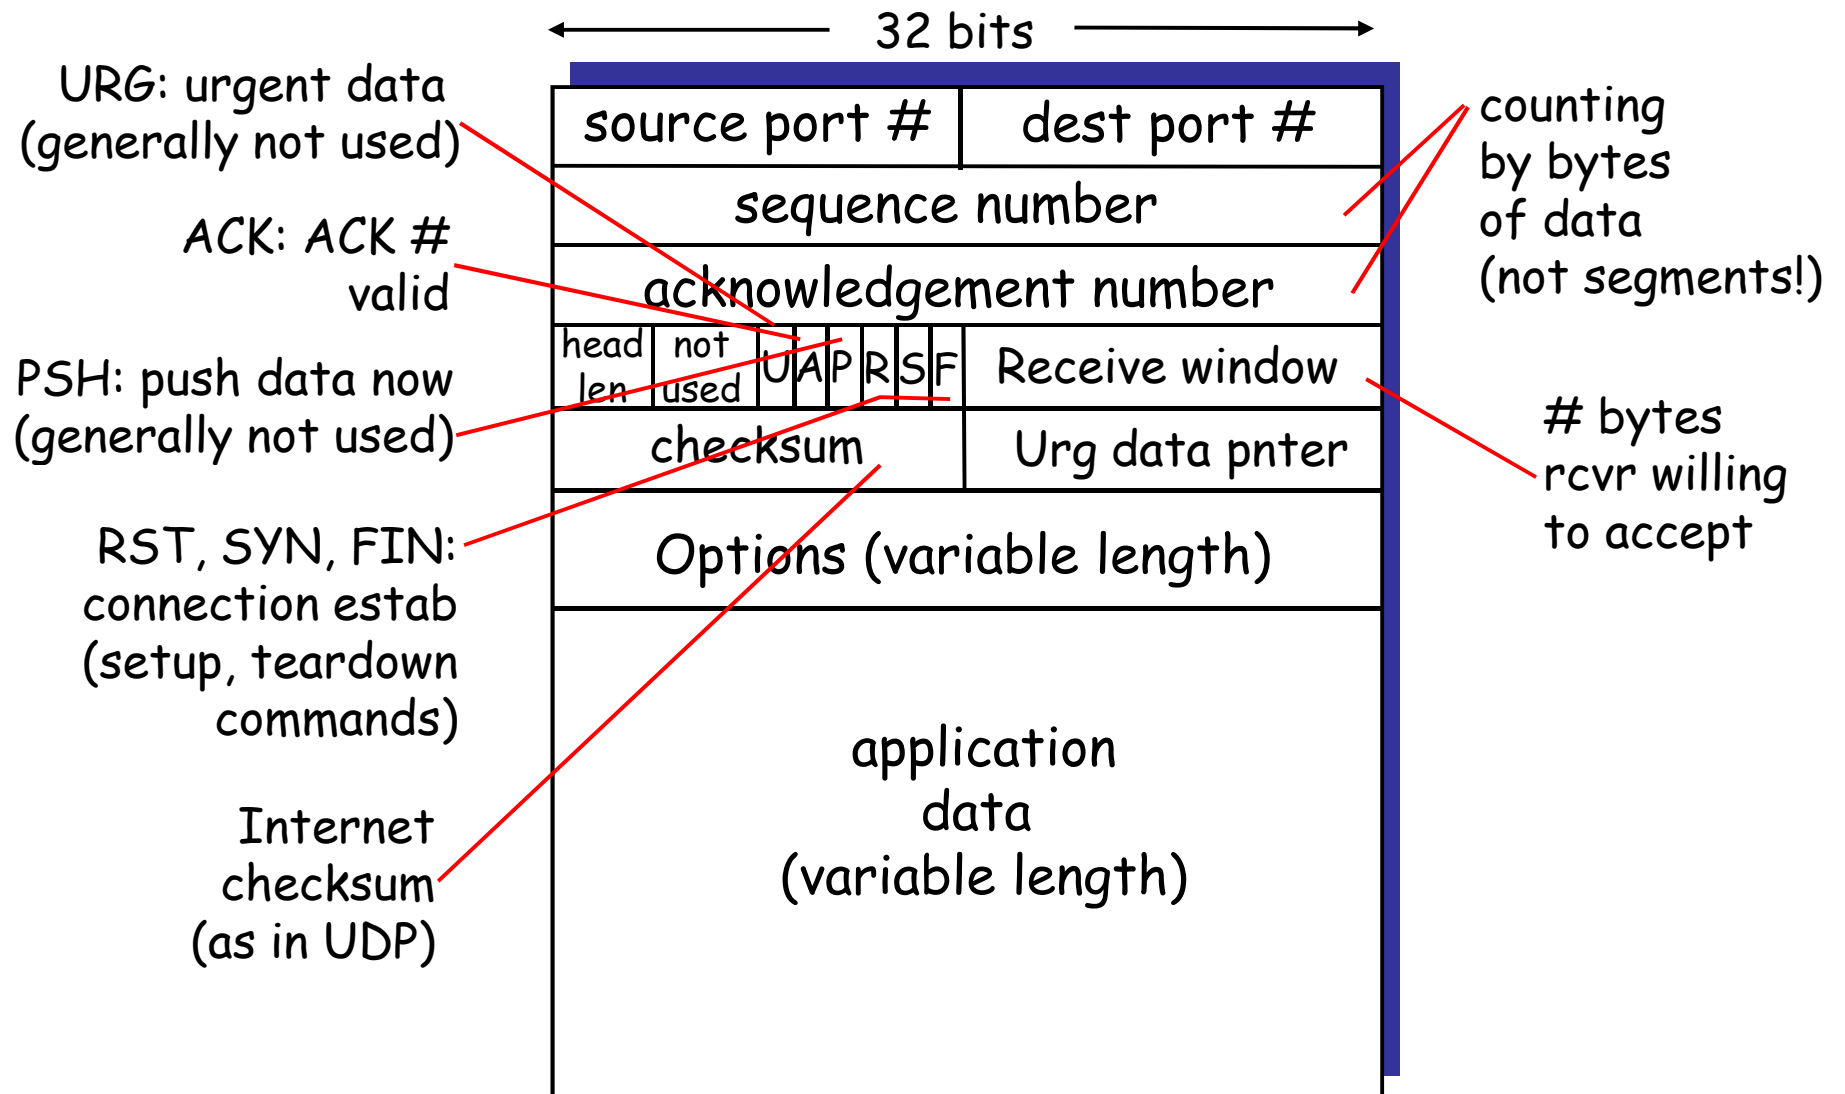 32 bits
URG: urgent data
(generally not used)
ACK: ACK #
valid
PSH: push data now
(generally not used)
RST, SYN, FIN:
connection estab
(setup, teardown
commands)
Internet
checksum
(as in UDP)
source port #
dest port #
sequence number
acknowledgement number
head
len
not
used
U
A
P
R
S
F
Receive window
checksum
Urg data pnter
Options (variable length)
application
data
(variable length)
counting
by bytes
of data
(not segments!)
# bytes
rcvr willing
to accept